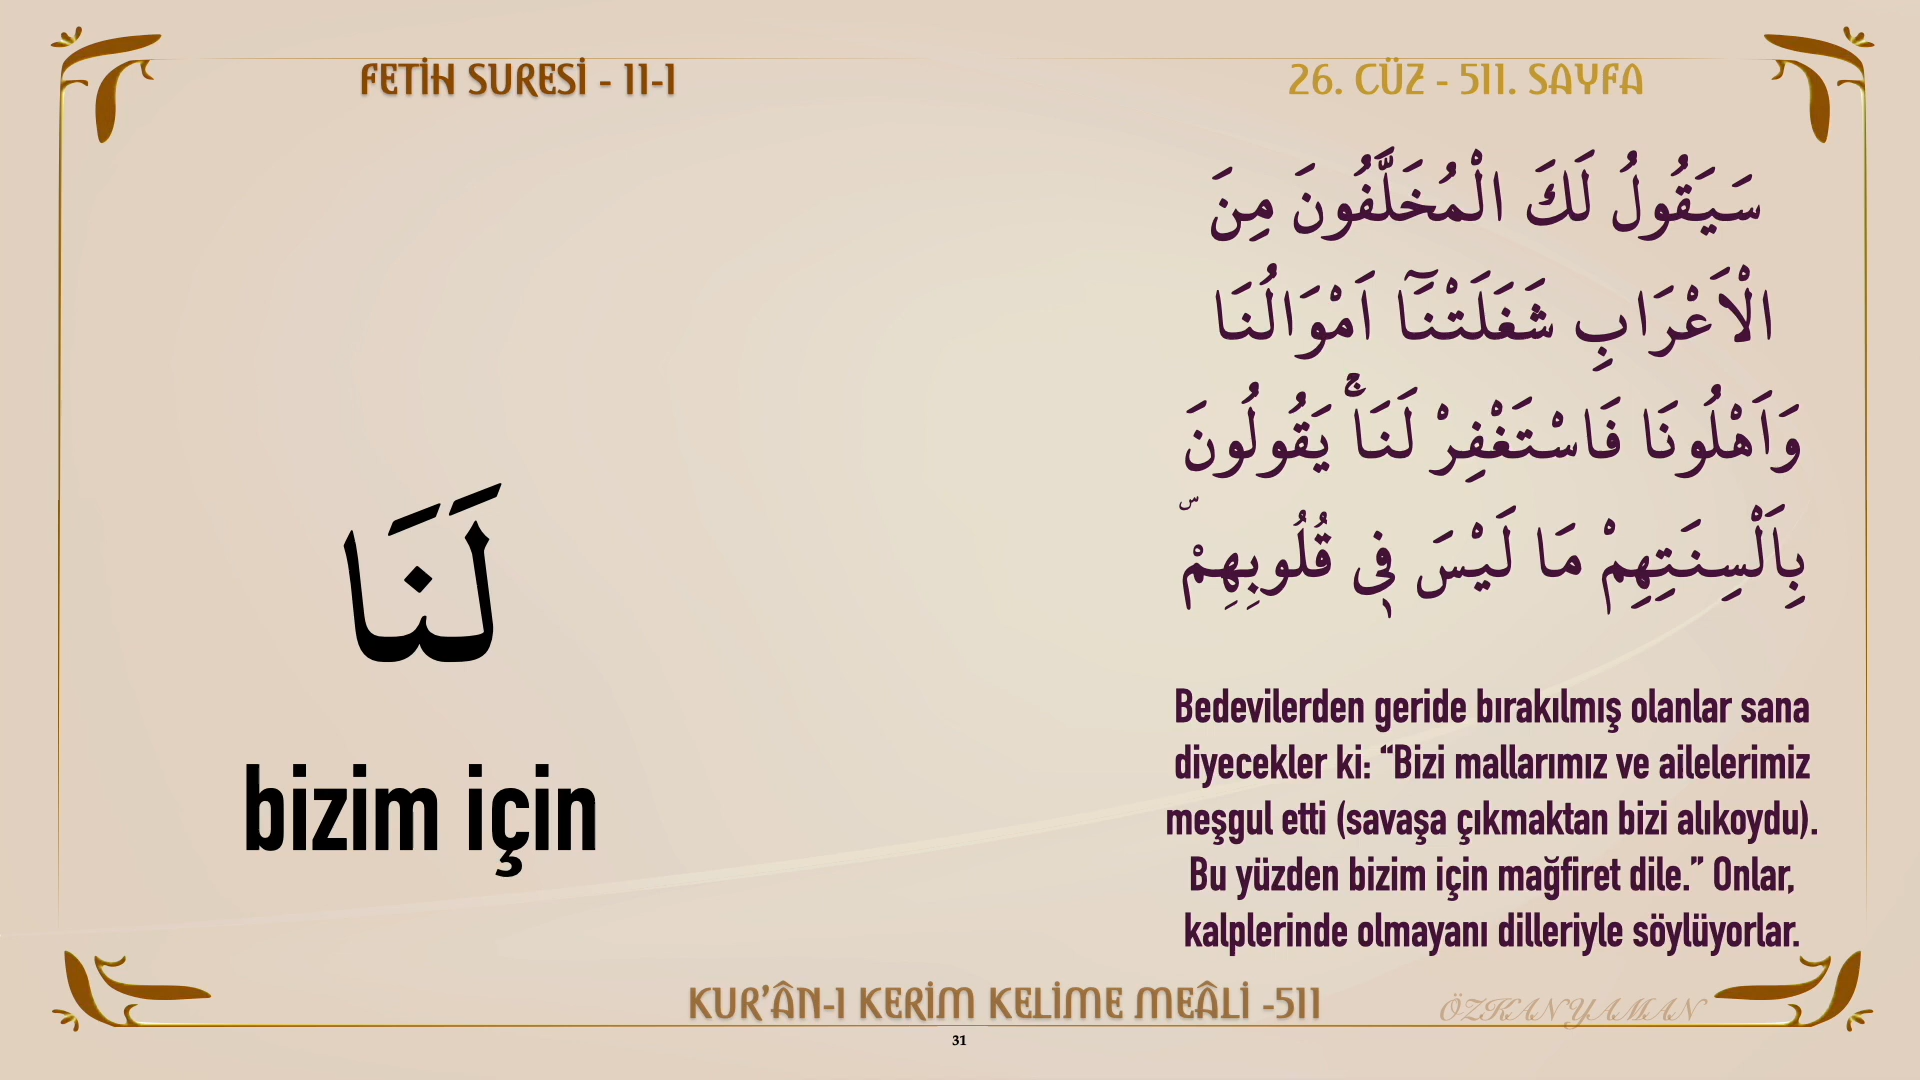 FETİH SURESİ - 11-1
26. CÜZ - 511. SAYFA
سَيَقُولُ لَكَ الْمُخَلَّفُونَ مِنَ
الْاَعْرَابِ شَغَلَتْنَٓا اَمْوَالُنَا
وَاَهْلُونَا فَاسْتَغْفِرْ لَنَاۚ يَقُولُونَ
بِاَلْسِنَتِهِمْ مَا لَيْسَ ف۪ي قُلُوبِهِمْۜ
لَنَا
bizim için
Bedevilerden geride bırakılmış olanlar sana
diyecekler ki: “Bizi mallarımız ve ailelerimiz
meşgul etti (savaşa çıkmaktan bizi alıkoydu).
Bu yüzden bizim için mağfiret dile.” Onlar,
kalplerinde olmayanı dilleriyle söylüyorlar.
KUR’ÂN-I KERİM KELİME MEÂLİ -511
ÖZKAN YAMAN
31